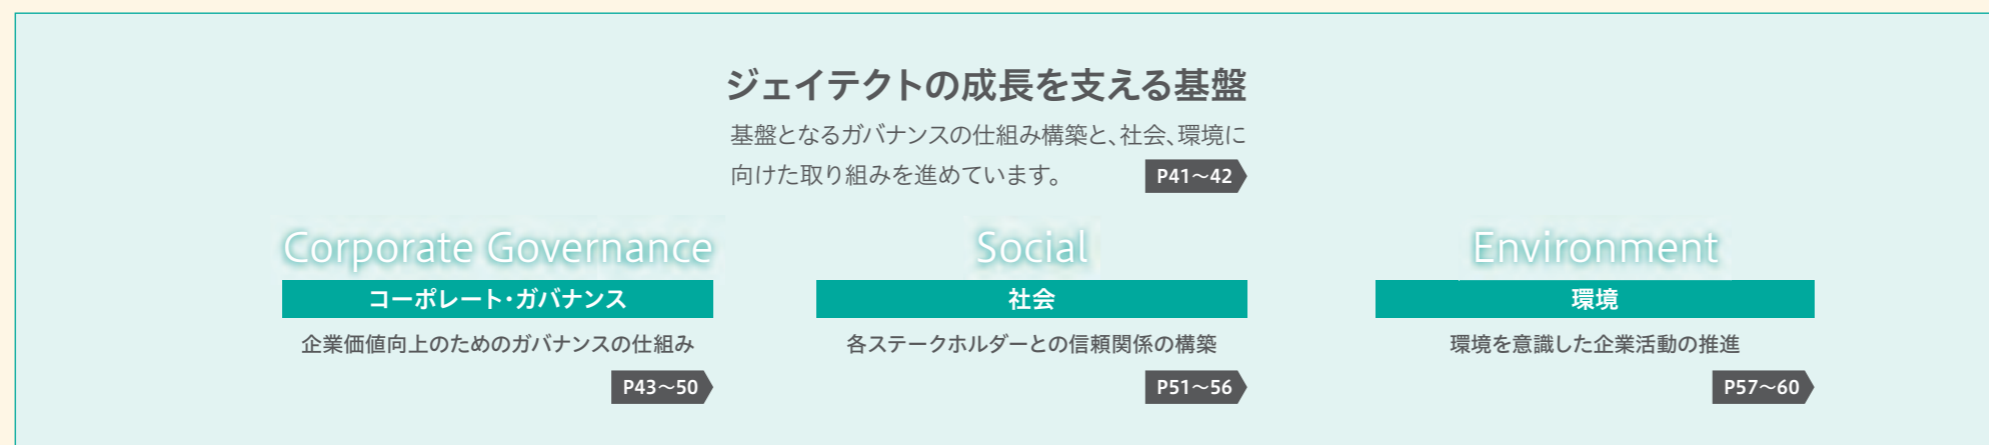 ジェイテクトの成長を支える基盤
基盤となるガバナンスの仕組み構築と、社会、環境に
向けた取り組みを進めています。 P41〜42
Corporate Governance
コーポレート・ガバナンス
企業価値向上のためのガバナンスの仕組み
P43〜50
Social
社会
各ステークホルダーとの信頼関係の構築
P51〜56
Environment
環境
環境を意識した企業活動の推進
P57〜60